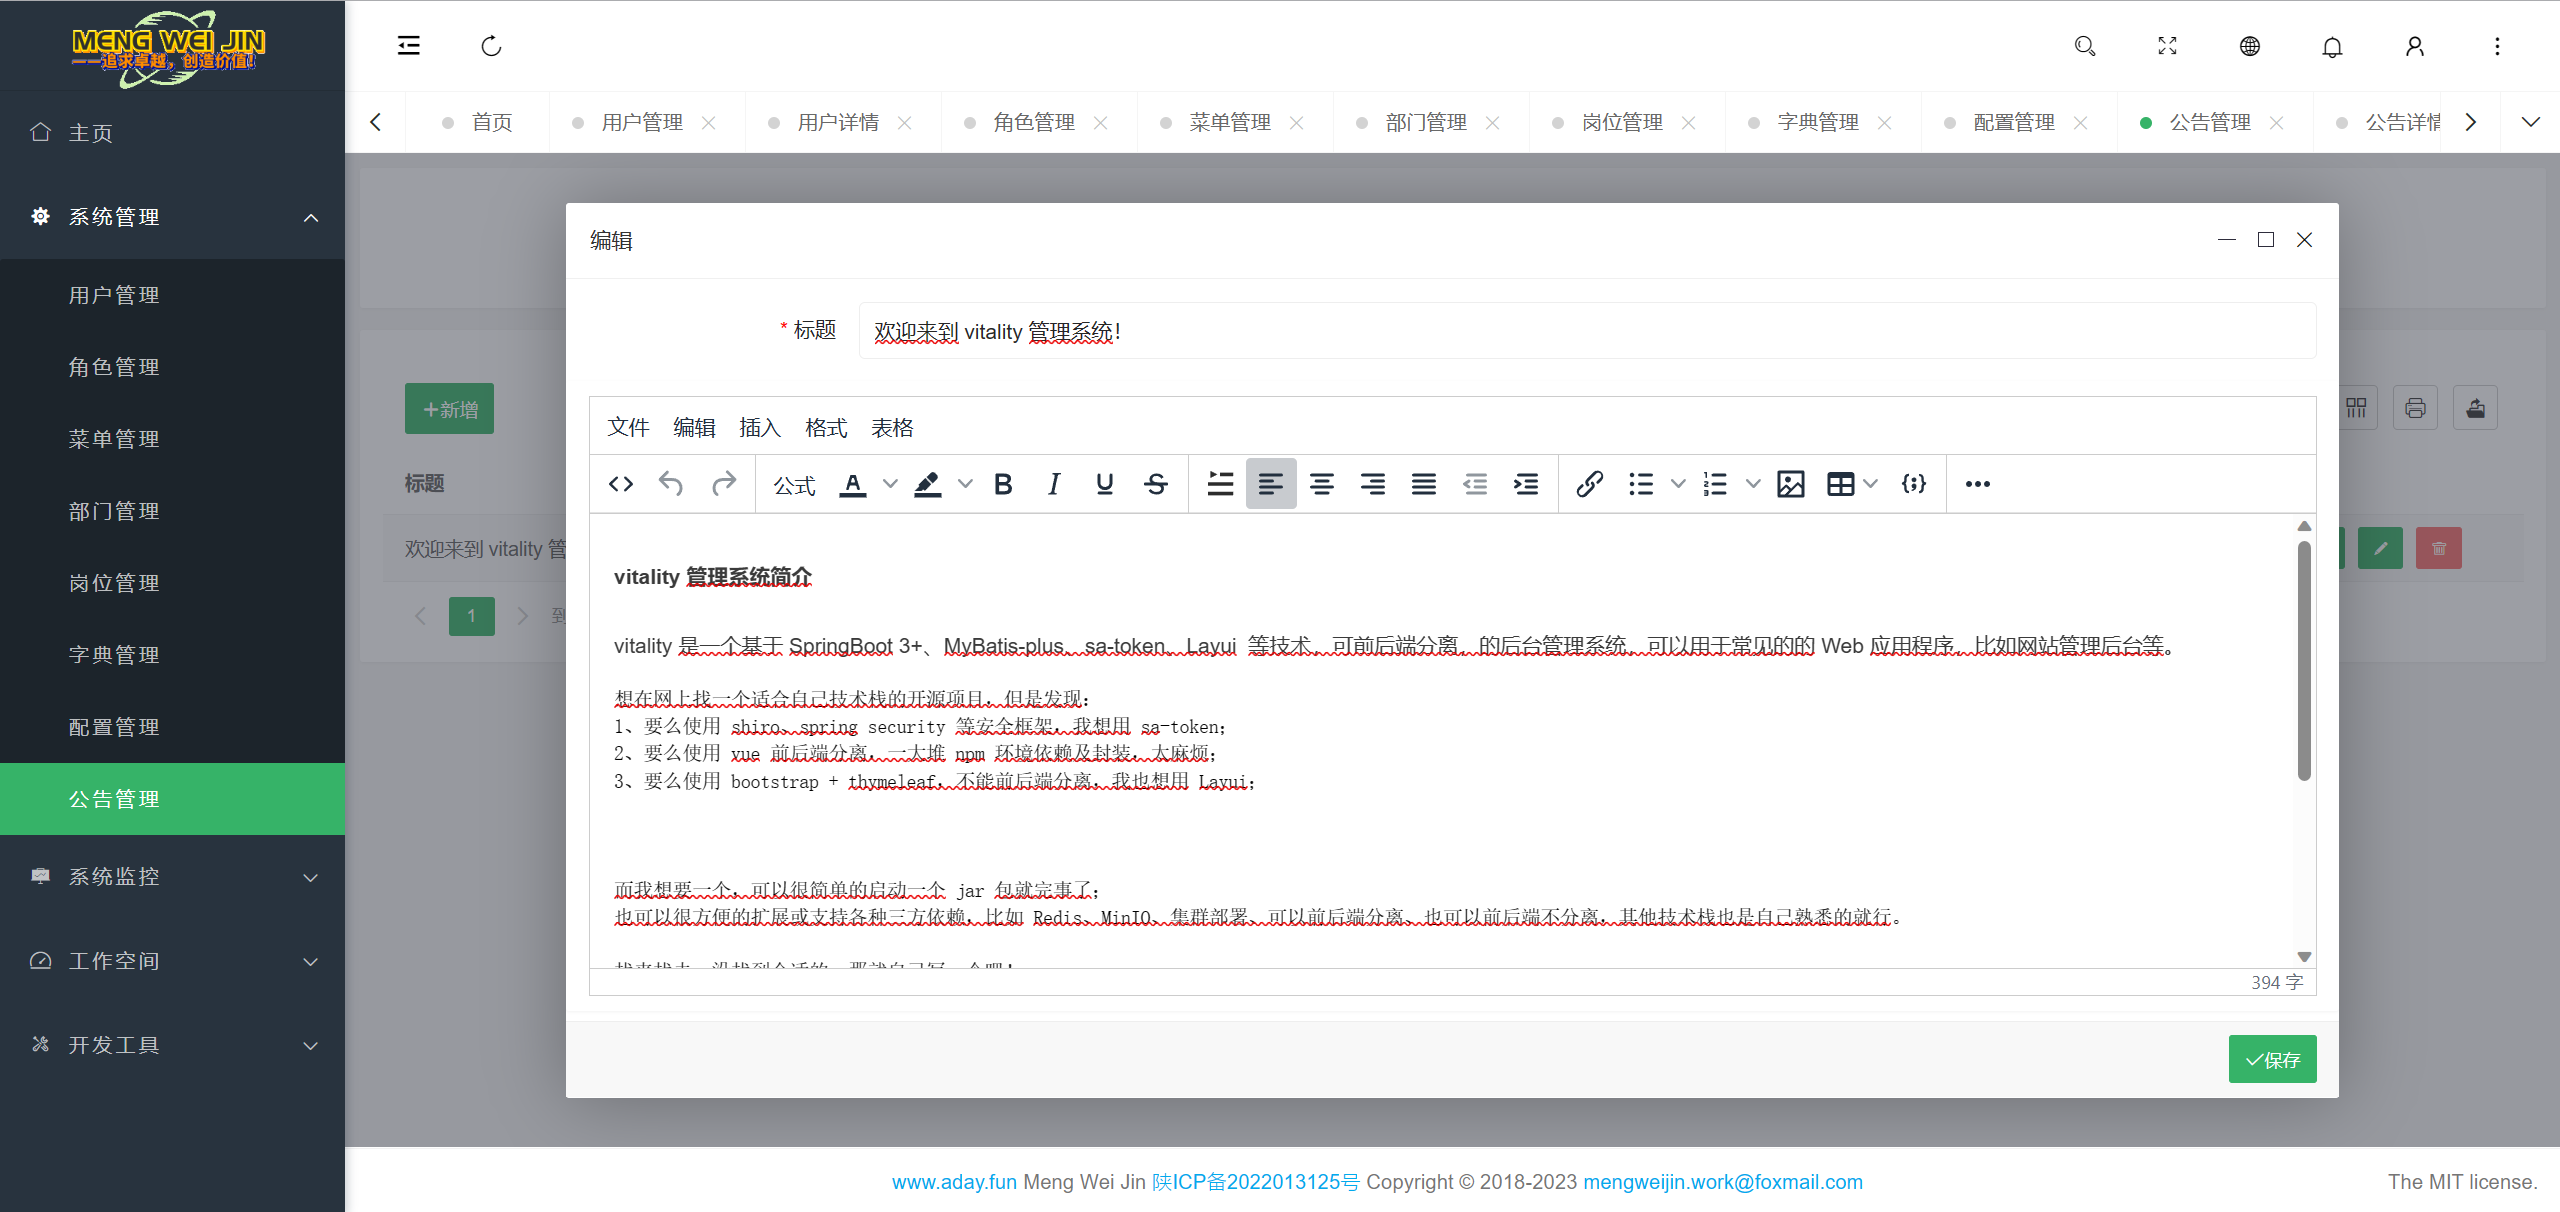 MENG WEI JIN
——追求卓越，创造价值！
主页
系统管理
用户管理
角色管理
菜单管理
部门管理
岗位管理
字典管理
配置管理
公告管理
系统监控
工作空间
开发工具
首页
用户管理
用户详情
角色管理
菜单管理
部门管理
岗位管理
字典管理
配置管理
公告管理
公告详情
新增
标题
欢迎来到 vitality 管
1
到
编辑
* 标题
欢迎来到 vitality 管理系统！
文件 编辑 插入 格式 表格
公式
vitality 管理系统简介
vitality 是一个基于 SpringBoot 3+、MyBatis-plus、sa-token、Layui 等技术，可前后端分离，的后台管理系统，可以用于常见的的 Web 应用程序，比如网站管理后台等。
想在网上找一个适合自己技术栈的开源项目，但是发现：
1、要么使用 shiro、spring security 等安全框架，我想用 sa-token；
2、要么使用 vue 前后端分离，一大堆 npm 环境依赖及封装，太麻烦；
3、要么使用 bootstrap + thymeleaf，不能前后端分离，我也想用 Layui；
而我想要一个，可以很简单的启动一个 jar 包就完事了；
也可以很方便的扩展或支持各种三方依赖，比如 Redis、MinIO、集群部署、可以前后端分离、也可以前后端不分离，其他技术栈也是自己熟悉的就行。
394 字
保存
www.aday.fun Meng Wei Jin 陕ICP备2022013125号 Copyright © 2018-2023 mengweijin.work@foxmail.com
The MIT license.